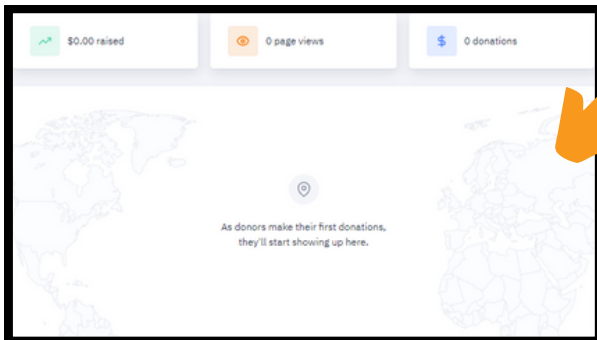 $0.00 raised
0 page views
0 donations
As donors make their first donations,
they'll start showing up here.